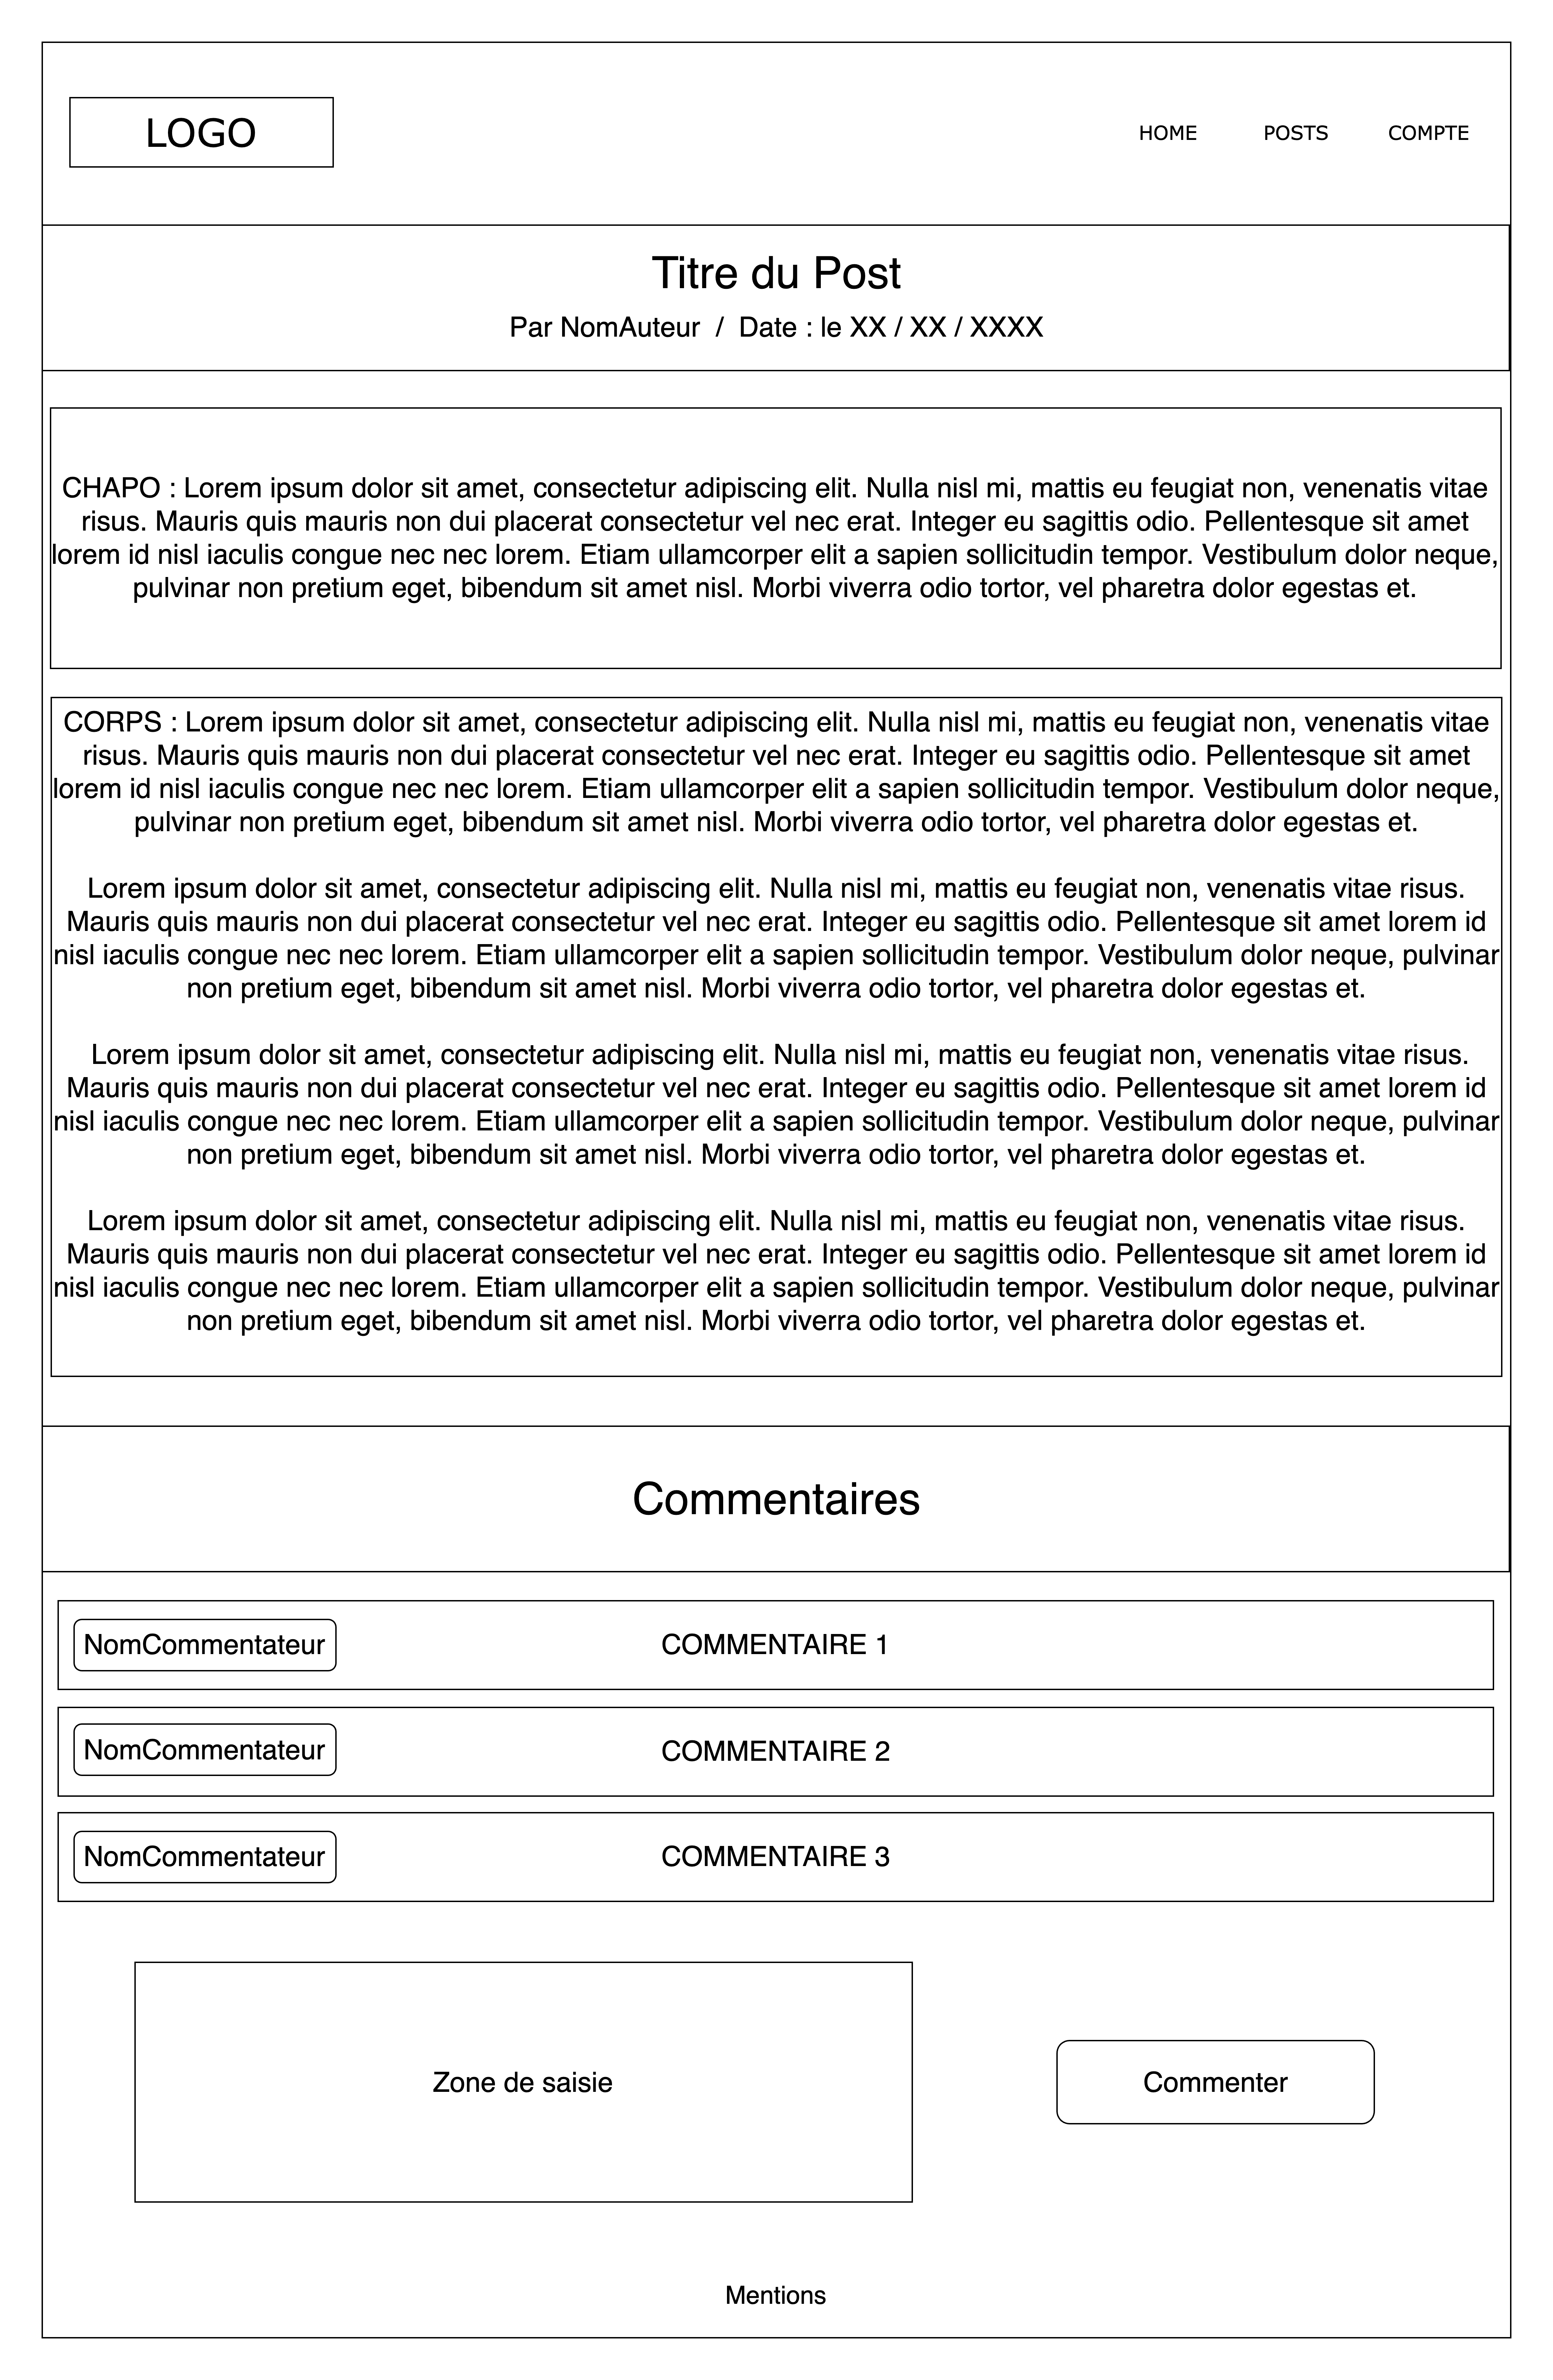 LOGO
HOME POSTS COMPTE
Titre du Post
Par NomAuteur / Date : le XX / XX / XXXX
CHAPO : Lorem ipsum dolor sit amet, consectetur adipiscing elit. Nulla nisl mi, mattis eu feugiat non, venenatis vitae
risus. Mauris quis mauris non dui placerat consectetur vel nec erat. Integer eu sagittis odio. Pellentesque sit amet
lorem id nisl iaculis congue nec nec lorem. Etiam ullamcorper elit a sapien sollicitudin tempor. Vestibulum dolor neque,
pulvinar non pretium eget, bibendum sit amet nisl. Morbi viverra odio tortor, vel pharetra dolor egestas et.
CORPS : Lorem ipsum dolor sit amet, consectetur adipiscing elit. Nulla nisl mi, mattis eu feugiat non, venenatis vitae
risus. Mauris quis mauris non dui placerat consectetur vel nec erat. Integer eu sagittis odio. Pellentesque sit amet
lorem id nisl iaculis congue nec nec lorem. Etiam ullamcorper elit a sapien sollicitudin tempor. Vestibulum dolor neque,
pulvinar non pretium eget, bibendum sit amet nisl. Morbi viverra odio tortor, vel pharetra dolor egestas et.
Lorem ipsum dolor sit amet, consectetur adipiscing elit. Nulla nisl mi, mattis eu feugiat non, venenatis vitae risus.
Mauris quis mauris non dui placerat consectetur vel nec erat. Integer eu sagittis odio. Pellentesque sit amet lorem id
nisl iaculis congue nec nec lorem. Etiam ullamcorper elit a sapien sollicitudin tempor. Vestibulum dolor neque, pulvinar
non pretium eget, bibendum sit amet nisl. Morbi viverra odio tortor, vel pharetra dolor egestas et.
Lorem ipsum dolor sit amet, consectetur adipiscing elit. Nulla nisl mi, mattis eu feugiat non, venenatis vitae risus.
Mauris quis mauris non dui placerat consectetur vel nec erat. Integer eu sagittis odio. Pellentesque sit amet lorem id
nisl iaculis congue nec nec lorem. Etiam ullamcorper elit a sapien sollicitudin tempor. Vestibulum dolor neque, pulvinar
non pretium eget, bibendum sit amet nisl. Morbi viverra odio tortor, vel pharetra dolor egestas et.
Lorem ipsum dolor sit amet, consectetur adipiscing elit. Nulla nisl mi, mattis eu feugiat non, venenatis vitae risus.
Mauris quis mauris non dui placerat consectetur vel nec erat. Integer eu sagittis odio. Pellentesque sit amet lorem id
nisl iaculis congue nec nec lorem. Etiam ullamcorper elit a sapien sollicitudin tempor. Vestibulum dolor neque, pulvinar
non pretium eget, bibendum sit amet nisl. Morbi viverra odio tortor, vel pharetra dolor egestas et.
Commentaires
NomCommentateur COMMENTAIRE 1
NomCommentateur COMMENTAIRE 2
NomCommentateur COMMENTAIRE 3
Zone de saisie Commenter
Mentions